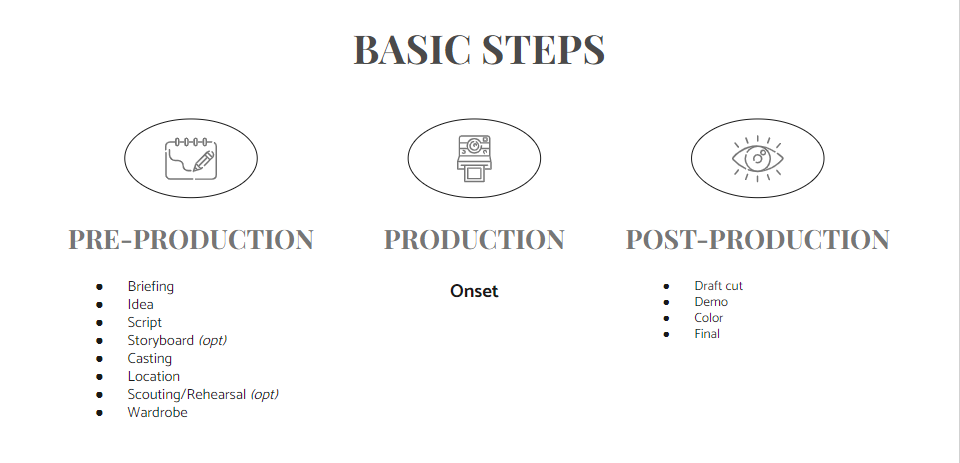 BASIC STEPS
PRE-PRODUCTION
● Briefing
● Idea
● Script
● Storyboard (opt)
● Casting
● Location
● Scouting/Rehearsal (opt)
● Wardrobe
PRODUCTION
Onset
POST-PRODUCTION
● Draft cut
● Demo
● Color
● Final